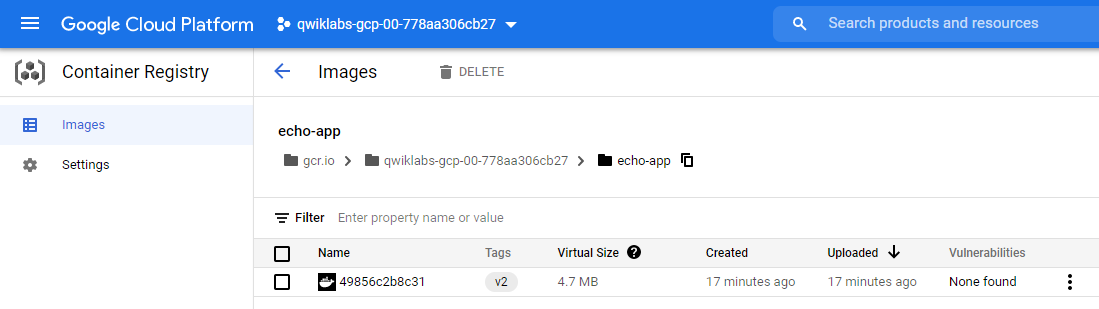 Google Cloud Platform qwiklabs-gcp-00-778aa306cb27 Search products and resources
Container Registry Images DELETE
Images
Settings
echo-app
gcr.io qwiklabs-gcp-00-778aa306cb27 echo-app
Filter Enter property name or value
Name Tags Virtual Size ? Created Uploaded Vulnerabilities
49856c2b8c31 v2 4.7 MB 17 minutes ago 17 minutes ago None found